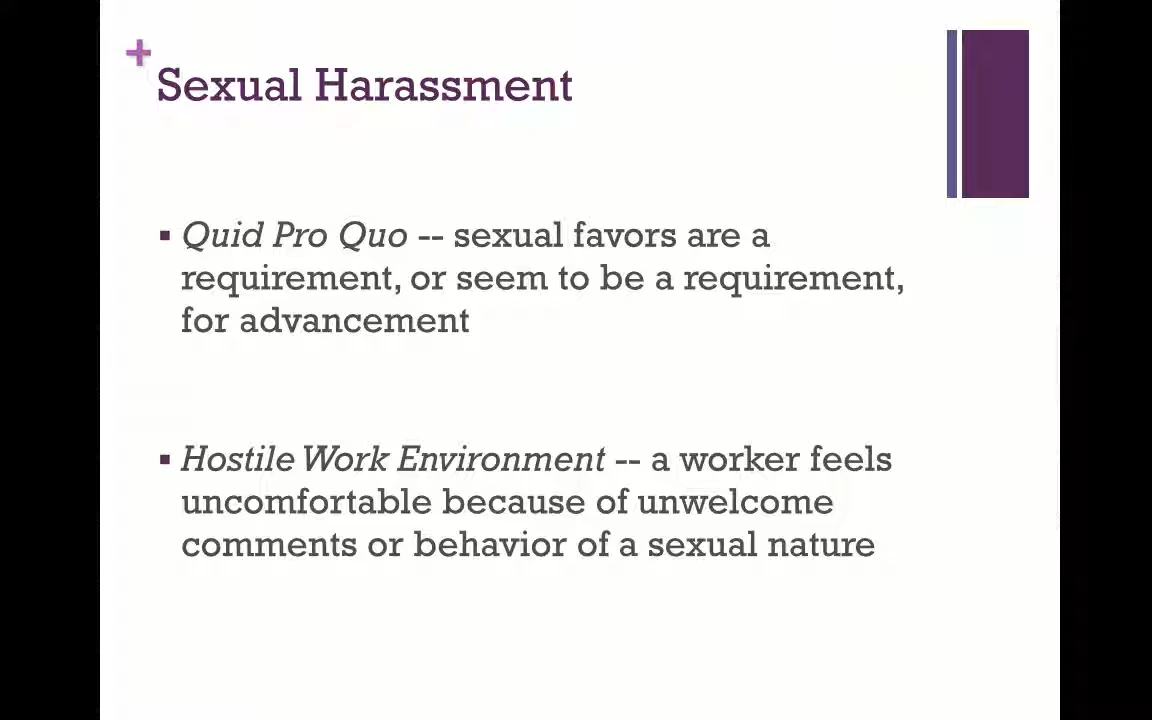 +
Sexual Harassment
▪ Quid Pro Quo -- sexual favors are a
requirement, or seem to be a requirement,
for advancement
▪ Hostile Work Environment -- a worker feels
uncomfortable because of unwelcome
comments or behavior of a sexual nature